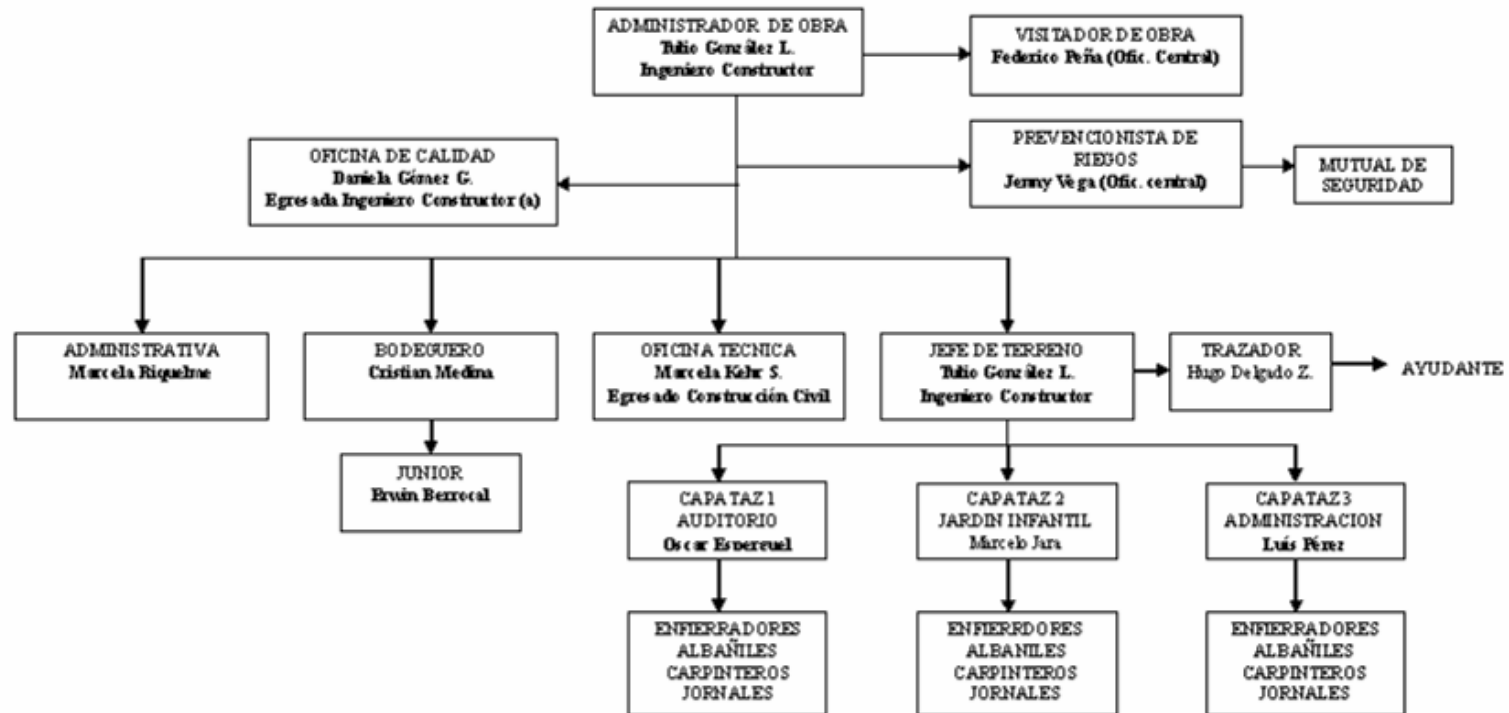 ADMINISTRADOR DE OBRA
Tulio González L.
Ingeniero Constructor
VISITADOR DE OBRA
Federico Peña (Ofic. Central)
OFICINA DE CALIDAD
Daniela Gómez G.
Egresada Ingeniero Constructor (a)
PREVENCIONISTA DE
RIEGOS
Jenny Vega (Ofic. central)
MUTUAL DE
SEGURIDAD
ADMINISTRATIVA
Marcela Riquelme
BODEGUERO
Cristian Medina
OFICINA TECNICA
Marcela Kehr S.
Egresado Construcción Civil
JEFE DE TERRENO
Tulio González L.
Ingeniero Constructor
TRAZADOR
Hugo Delgado Z.
AYUDANTE
JUNIOR
Erwin Berrocal
CAPATAZ 1
AUDITORIO
Oscar Esperguel
CAPATAZ 2
JARDIN INFANTIL
Marcelo Jara
CAPATAZ 3
ADMINISTRACION
Luís Pérez
ENFIERRADORES
ALBAÑILES
CARPINTEROS
JORNALES
ENFIERRDORES
ALBANILES
CARPINTEROS
JORNALES
ENFIERRADORES
ALBAÑILES
CARPINTEROS
JORNALES